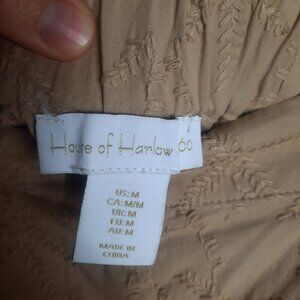 House of Harlow
60
US:M
CA:M/M
UK:M
EU:M
AU:M
MADE IN
CHINA